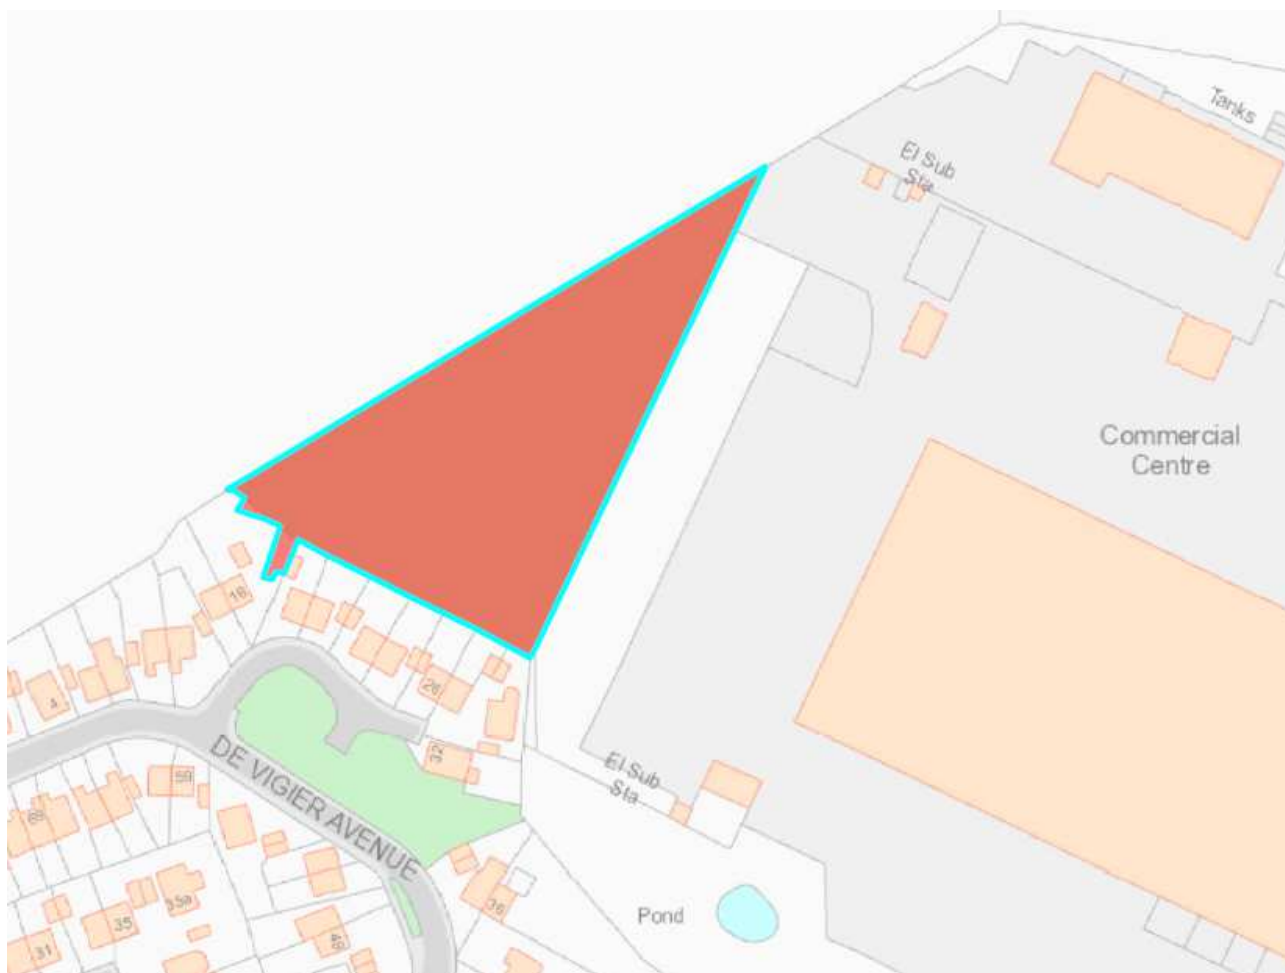 Tanks
El Sub
Sta
Commercial
Centre
18
26
4
32
El Sub
Sta
DE VIGIER AVENUE
59
69
35a
35
36
Pond
31